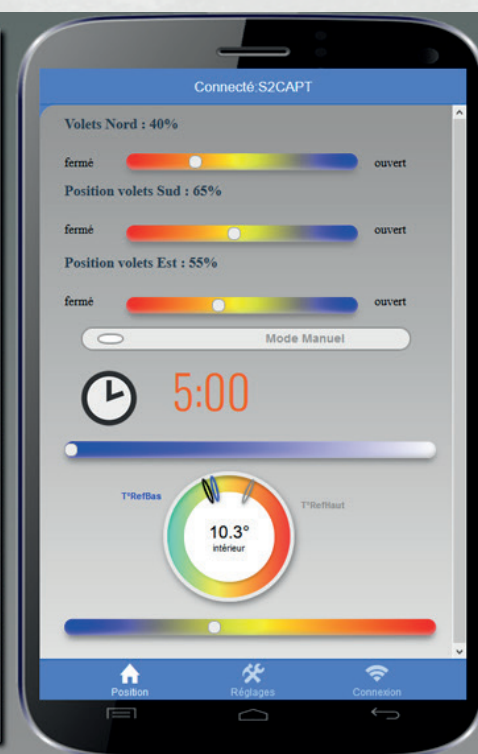 Connecté:S2CAPT
Volets Nord : 40%
fermé ouvert
Position volets Sud : 65%
fermé ouvert
Position volets Est : 55%
fermé ouvert
Mode Manuel
5:00
T°RefBas
T°RefHaut
10.3°
intérieur
Position Réglages Connexion